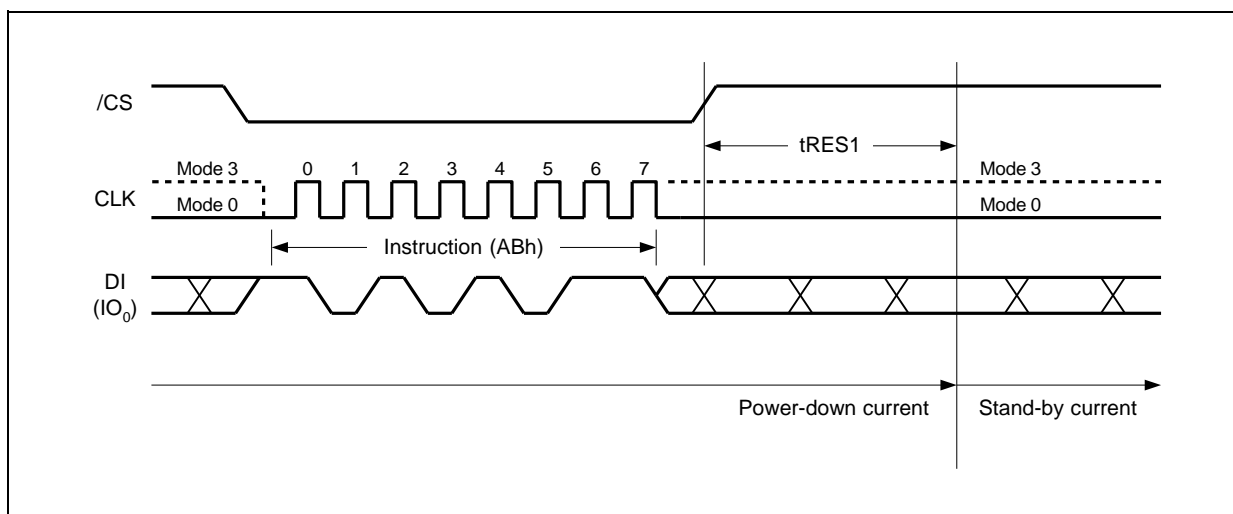 /CS
tRES1
Mode 3 0 1 2 3 4 5 6 7 Mode 3
CLK
Mode 0 Mode 0
Instruction (ABh)
DI
(IO0)
Power-down current Stand-by current